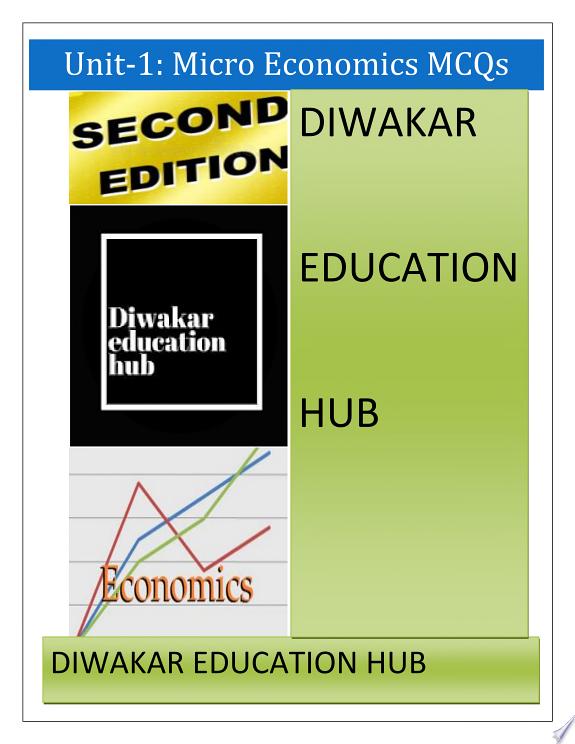 Unit-1: Micro Economics MCQs
SECOND
EDITION
DIWAKAR
EDUCATION
HUB
Diwakar
education
hub
Economics
DIWAKAR EDUCATION HUB